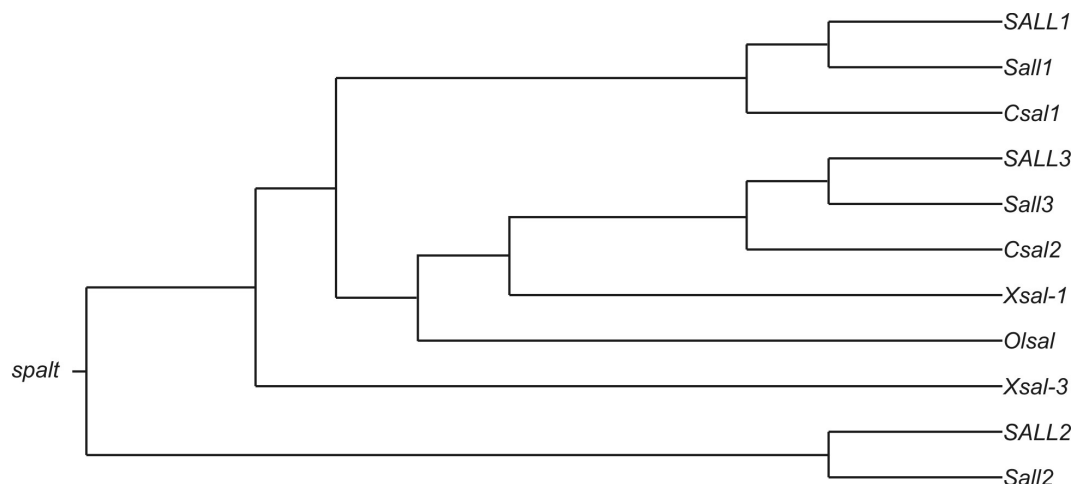 SALL1
Sall1
Csal1
SALL3
Sall3
Csal2
Xsal-1
Olsal
spalt
Xsal-3
SALL2
Sall2